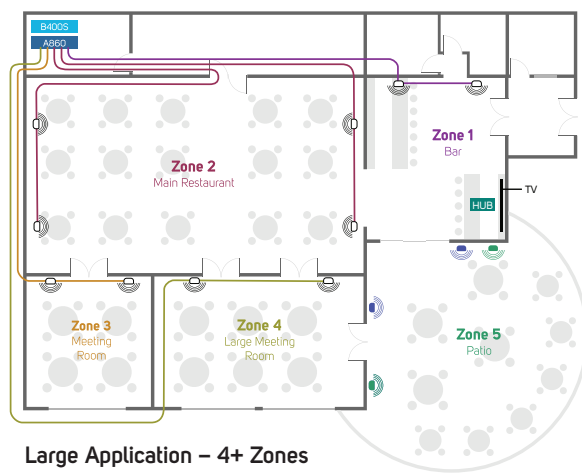 B400S
A860
Zone 1
Bar
Zone 2
Main Restaurant
TV
HUB
Zone 3
Meeting
Room
Zone 4
Large Meeting
Room
Zone 5
Patio
Large Application – 4+ Zones